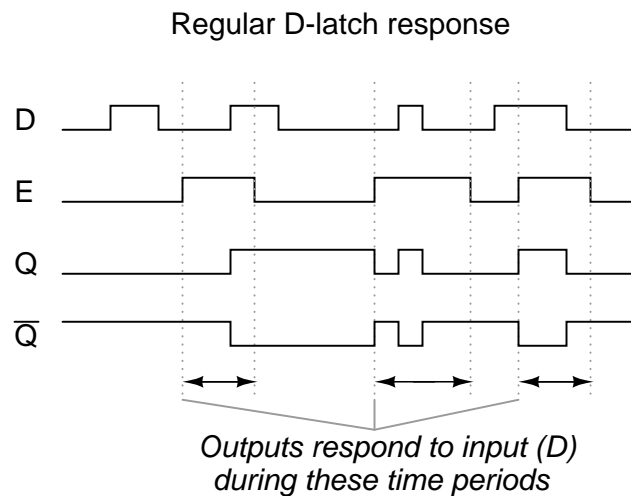 Regular D-latch response
D
E
Q
Q̅
Outputs respond to input (D)
during these time periods